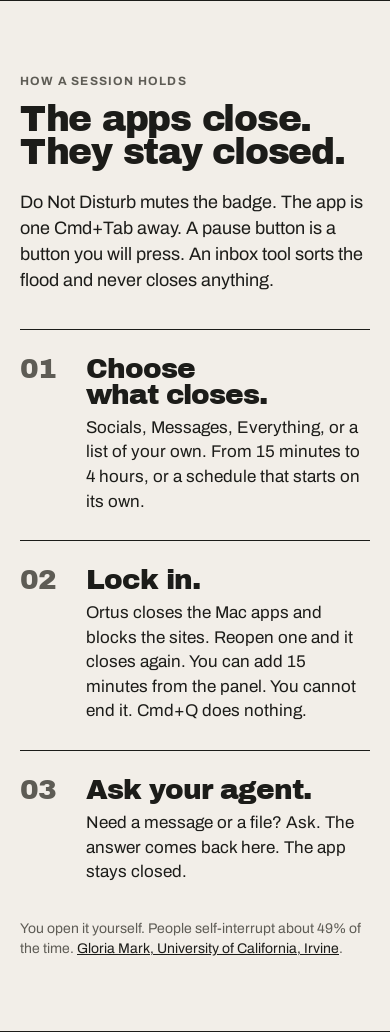 HOW A SESSION HOLDS
The apps close.
They stay closed.
Do Not Disturb mutes the badge. The app is
one Cmd+Tab away. A pause button is a
button you will press. An inbox tool sorts the
flood and never closes anything.
01
Choose
what closes.
Socials, Messages, Everything, or a
list of your own. From 15 minutes to
4 hours, or a schedule that starts on
its own.
02
Lock in.
Ortus closes the Mac apps and
blocks the sites. Reopen one and it
closes again. You can add 15
minutes from the panel. You cannot
end it. Cmd+Q does nothing.
03
Ask your agent.
Need a message or a file? Ask. The
answer comes back here. The app
stays closed.
You open it yourself. People self-interrupt about 49% of
the time. Gloria Mark, University of California, Irvine.